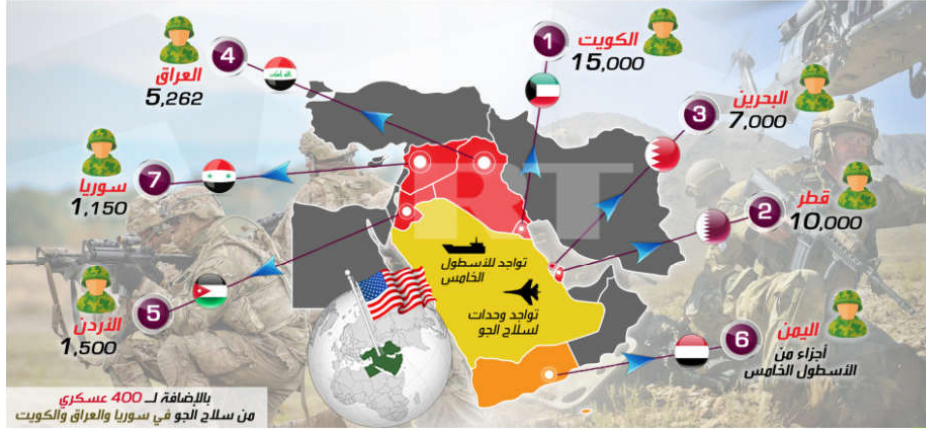 1
الكويت
15,000
4
العراق
5,262
3
البحرين
7,000
7
سوريا
1,150
2
قطر
10,000
RT
تواجد للأسطول
الخامس
تواجد وحدات
لسلاح الجو
5
الأردن
1,500
6
اليمن
أجزاء من
الأسطول الخامس
بالإضافة لـ 400 عسكري
من سلاح الجو في سوريا والعراق والكويت